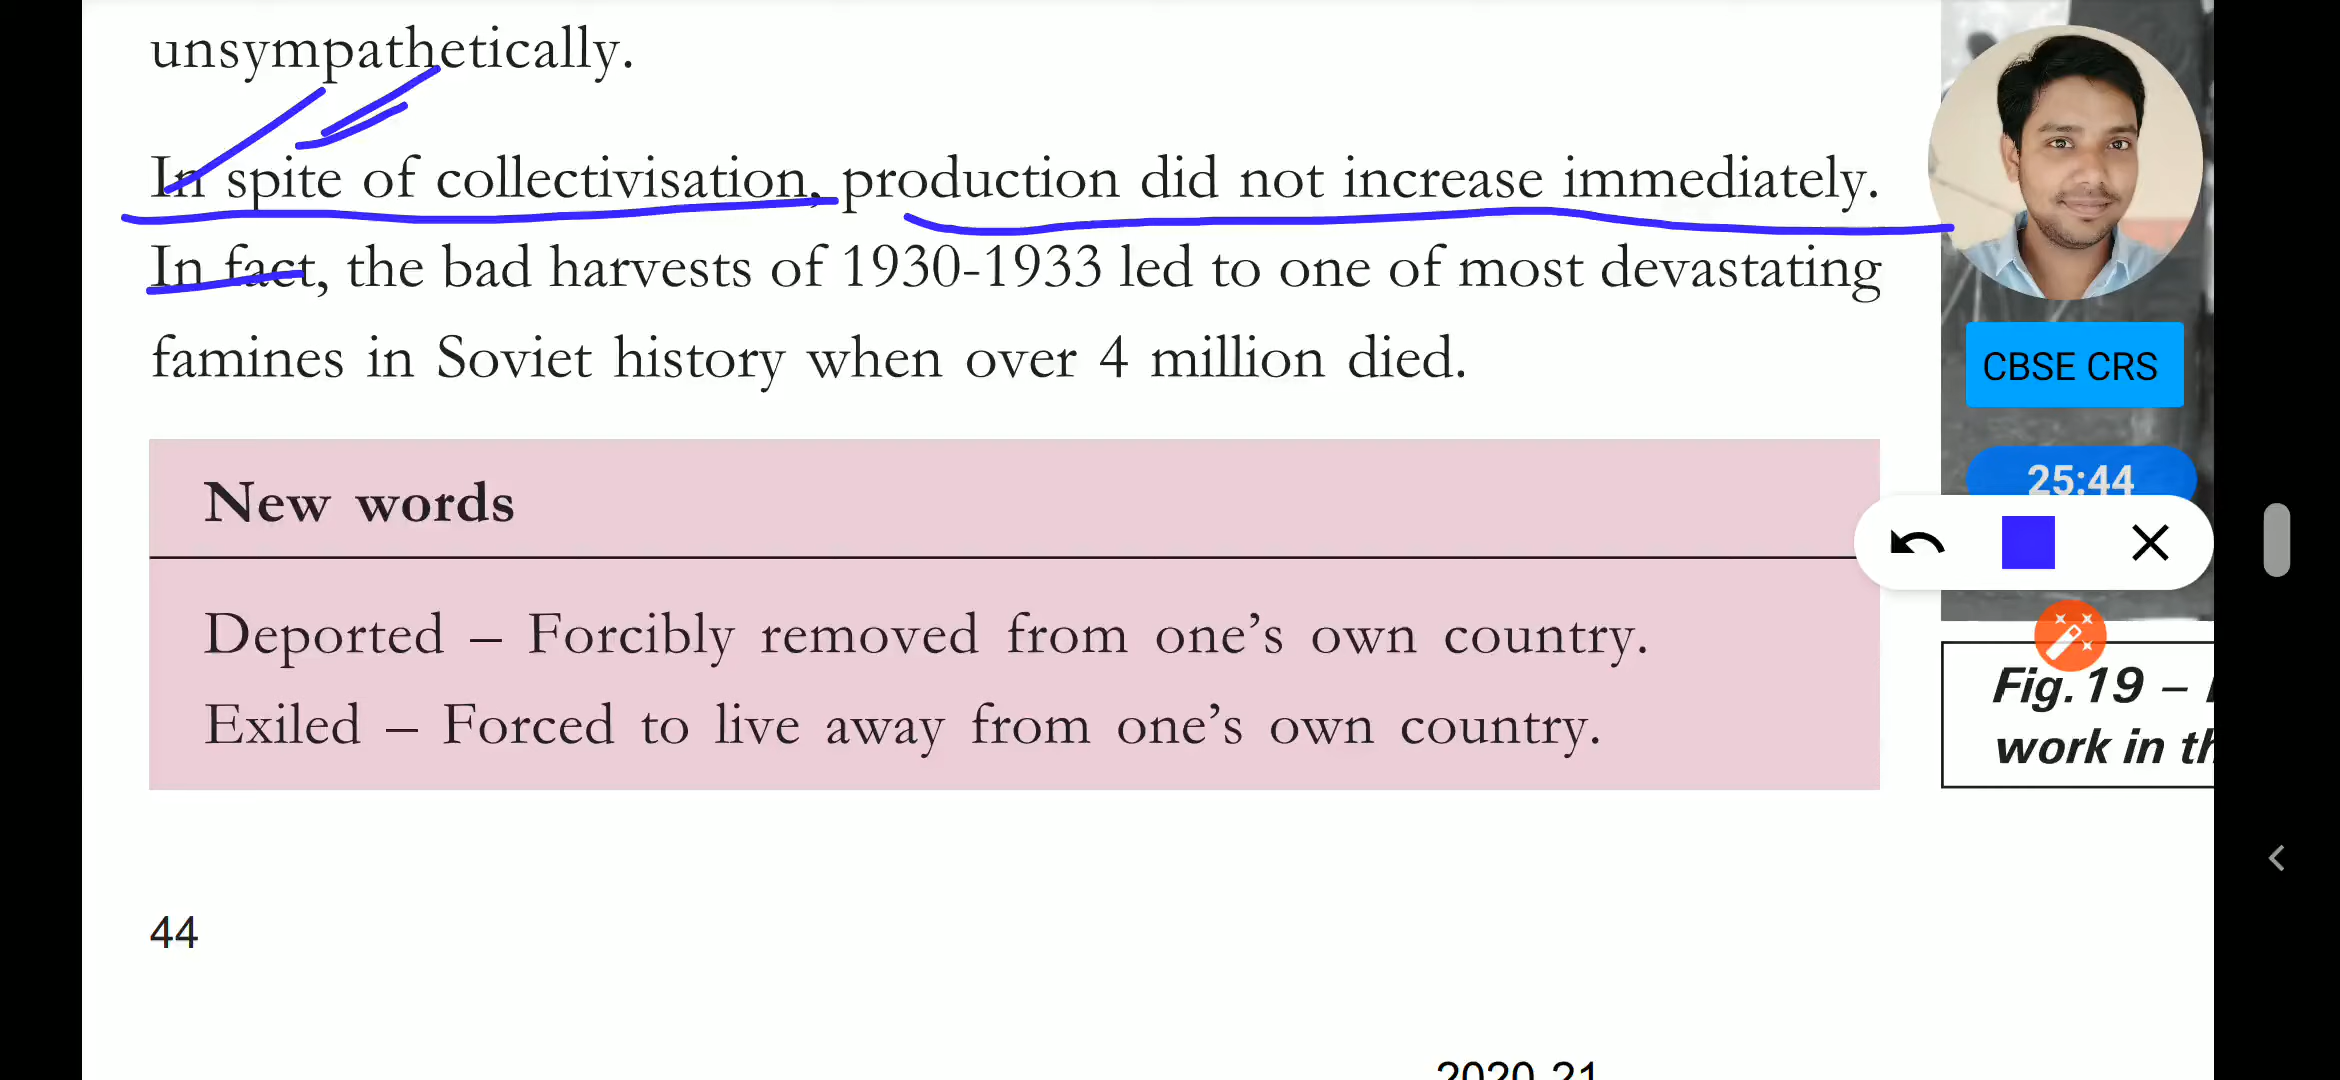 unsympathetically.
In spite of collectivisation, production did not increase immediately.
In fact, the bad harvests of 1930-1933 led to one of most devastating
famines in Soviet history when over 4 million died.
New words
Deported – Forcibly removed from one’s own country.
Exiled – Forced to live away from one’s own country.
44
CBSE CRS
25:44
Fig.19 –
work in
2020-21